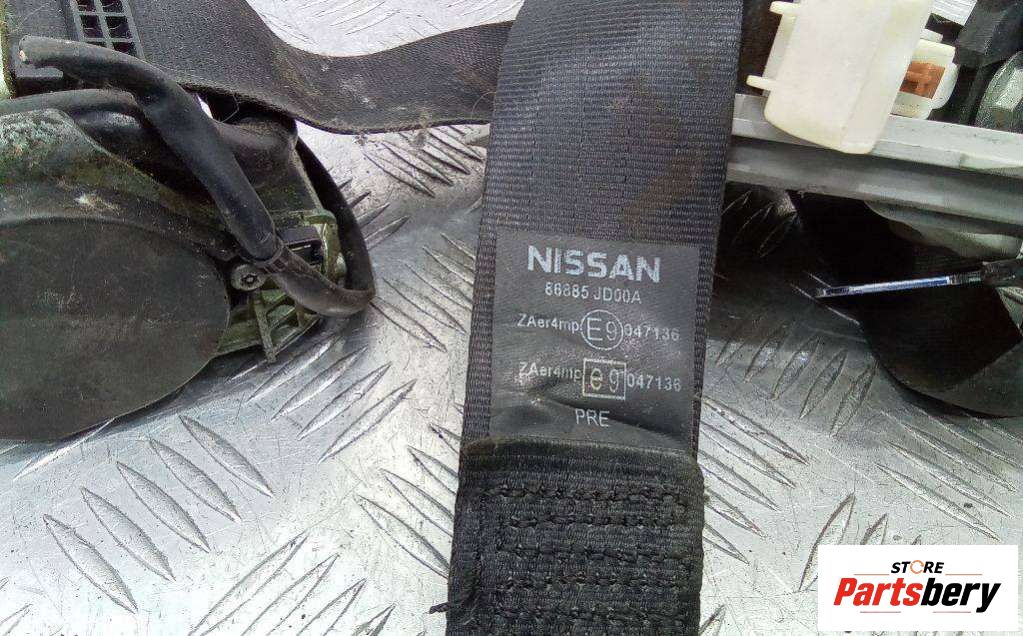 NISSAN
86885 JD00A
ZAer4mp E9 047136
ZAer4mp e9 047136
PRE
STORE
Partsbery